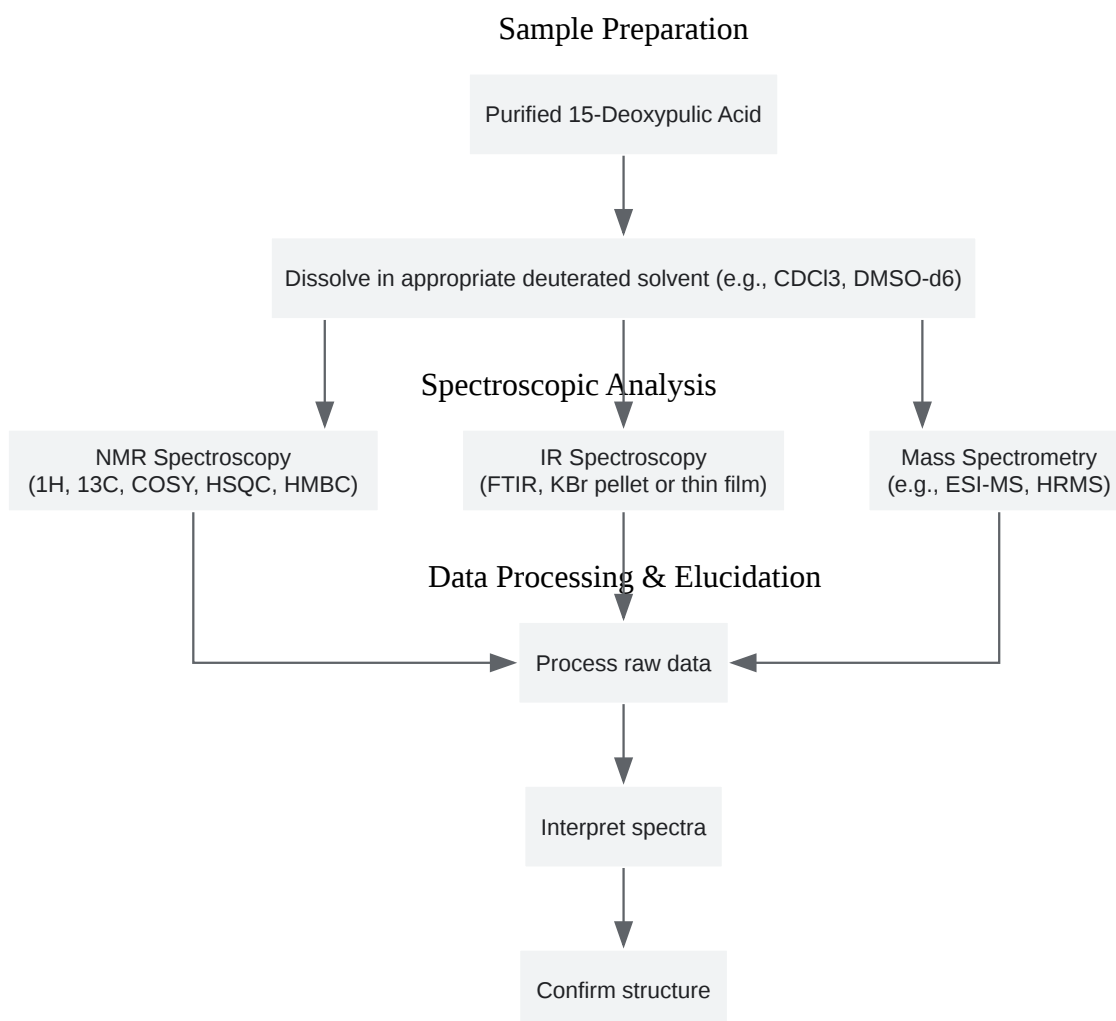 Sample Preparation
Purified 15-Deoxypulic Acid
Dissolve in appropriate deuterated solvent (e.g., CDCl3, DMSO-d6)
Spectroscopic Analysis
NMR Spectroscopy
(1H, 13C, COSY, HSQC, HMBC)
IR Spectroscopy
(FTIR, KBr pellet or thin film)
Mass Spectrometry
(e.g., ESI-MS, HRMS)
Data Processing & Elucidation
Process raw data
Interpret spectra
Confirm structure